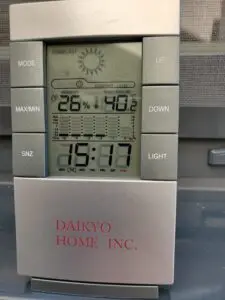 FORECAST
MODE
UP
26% 40.2
MAX/MIN
DOWN
15:17
SNZ
LIGHT
DAIKYO
HOME INC.